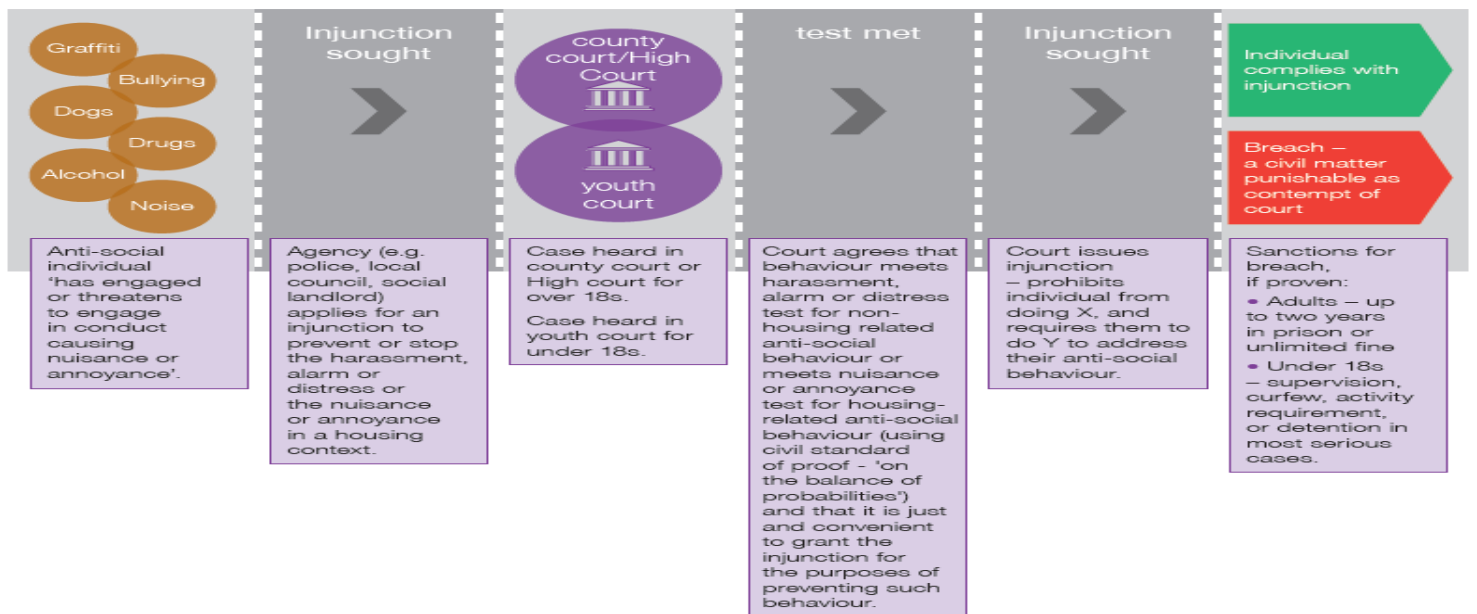 Graffiti
Bullying
Dogs
Drugs
Alcohol
Noise
Anti-social
individual
‘has engaged
or threatens
to engage
in conduct
causing
nuisance or
annoyance’.
Injunction
sought
Agency (e.g.
police, local
council, social
landlord)
applies for an
injunction to
prevent or stop
the harassment,
alarm or
distress or
the nuisance
or annoyance
in a housing
context.
county
court/High
Court
youth
court
Case heard in
county court or
High court for
over 18s.
Case heard in
youth court for
under 18s.
test met
Court agrees that
behaviour meets
harassment,
alarm or distress
test for non-
housing related
anti-social
behaviour or
meets nuisance
or annoyance
test for housing-
related anti-social
behaviour (using
civil standard
of proof - 'on
the balance of
probabilities')
and that it is just
and convenient
to grant the
injunction for
the purposes of
preventing such
behaviour.
Injunction
sought
Court issues
injunction
– prohibits
individual from
doing X, and
requires them to
do Y to address
their anti-social
behaviour.
Individual
complies with
injunction
Breach –
a civil matter
punishable as
contempt of
court
Sanctions for
breach,
if proven:
• Adults – up
to two years
in prison or
unlimited fine
• Under 18s
– supervision,
curfew, activity
requirement,
or detention in
most serious
cases.